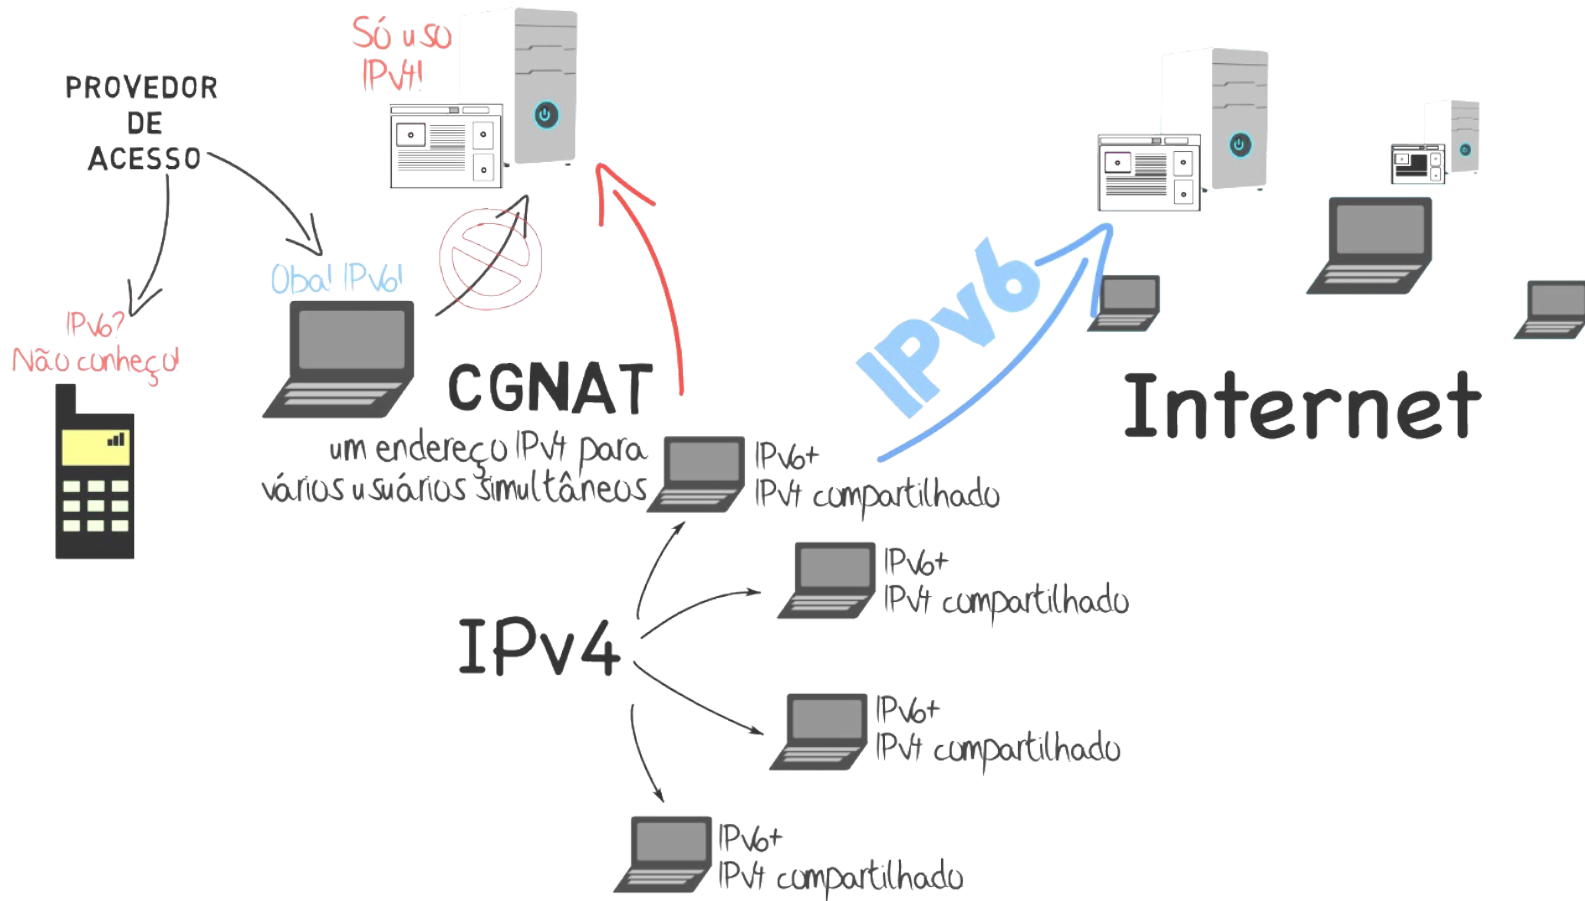 Só uso
IPv4!
PROVEDOR
DE
ACESSO
Oba! IPv6!
IPv6?
Não conheço!
CGNAT
um endereço IPv4 para
vários usuários simultâneos
IPv6
Internet
IPv6+
IPv4 compartilhado
IPv6+
IPv4 compartilhado
IPv4
IPv6+
IPv4 compartilhado
IPv6+
IPv4 compartilhado